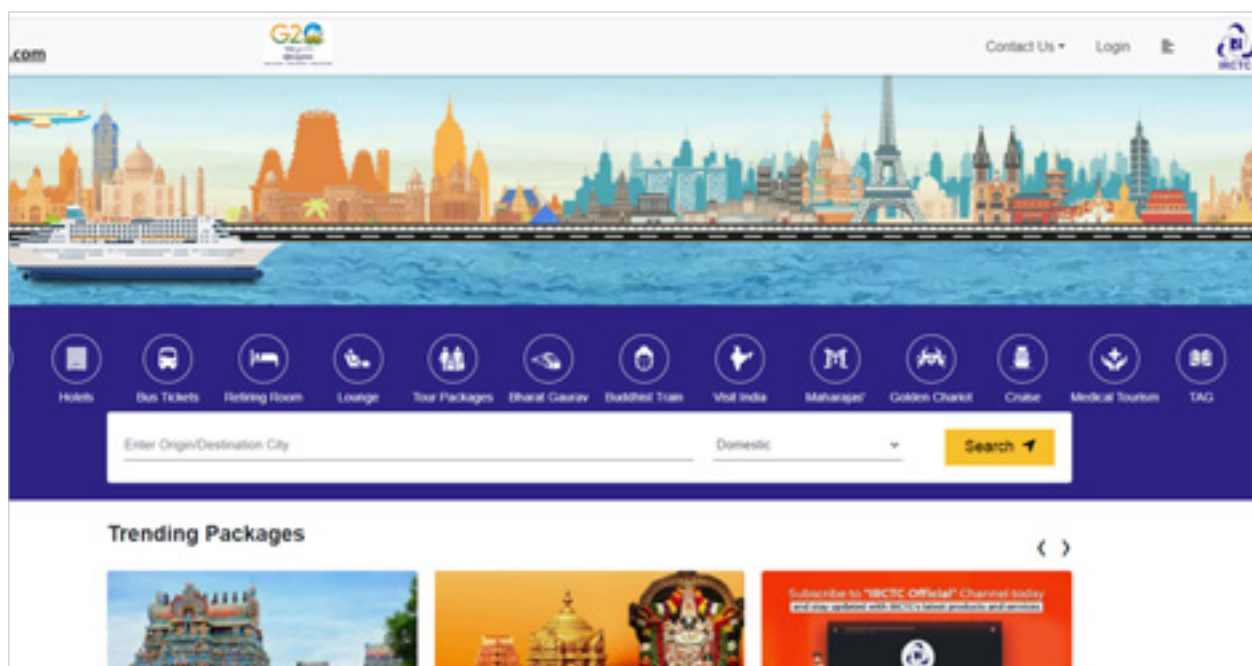 .com
G20
Contact Us
Login
IRCTC
Hotels
Bus Tickets
Retiring Room
Lounge
Tour Packages
Bharat Gaurav
Buddhist Train
Visit India
Maharajas'
Golden Chariot
Cruise
Medical Tourism
TAG
Enter Origin/Destination City
Domestic
Search
Trending Packages
Subscribe to "IRCTC Official" Channel today
and stay updated with IRCTC's latest products and services